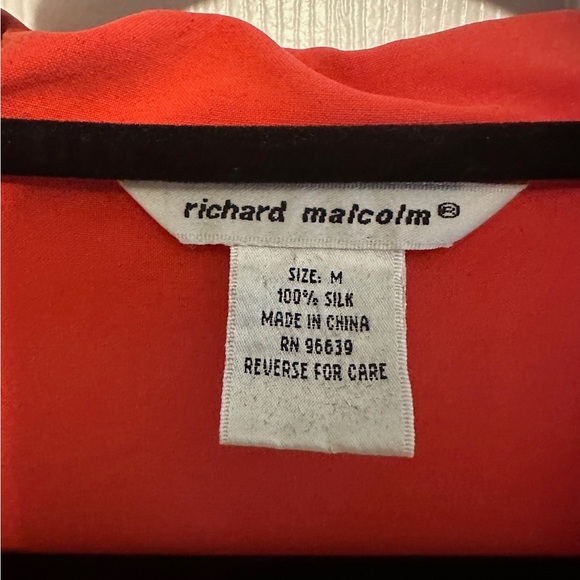 richard malcolm®
SIZE: M
100% SILK
MADE IN CHINA
RN 96639
REVERSE FOR CARE